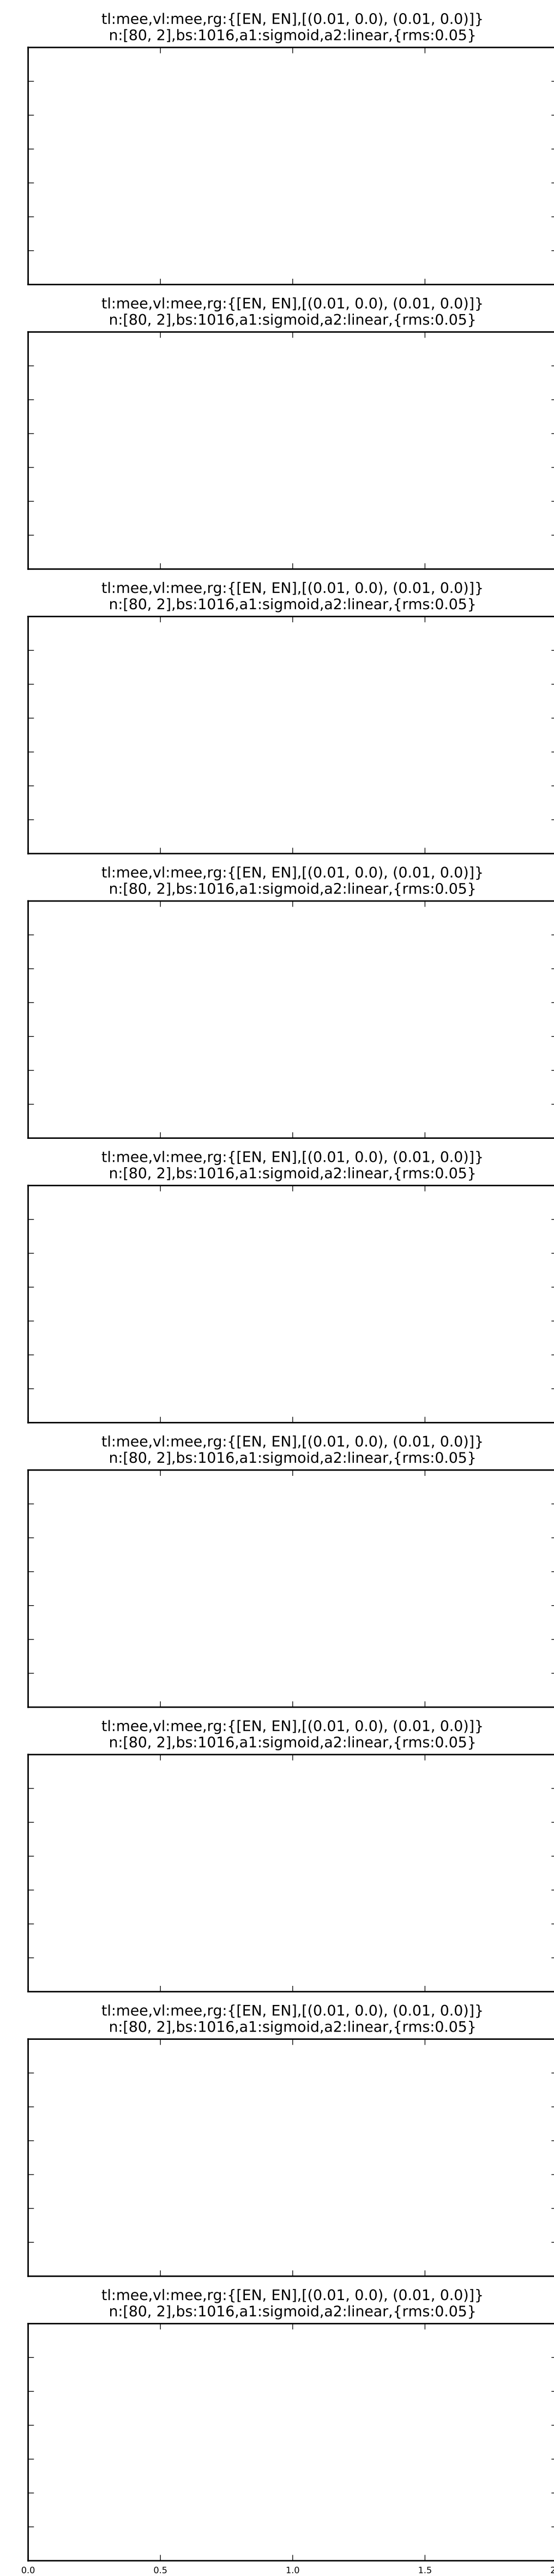 tl:mee,vl:mee,rg:{[EN, EN],[(0.01, 0.0), (0.01, 0.0)]}
n:[80, 2],bs:1016,a1:sigmoid,a2:linear,{rms:0.05}
tl:mee,vl:mee,rg:{[EN, EN],[(0.01, 0.0), (0.01, 0.0)]}
n:[80, 2],bs:1016,a1:sigmoid,a2:linear,{rms:0.05}
tl:mee,vl:mee,rg:{[EN, EN],[(0.01, 0.0), (0.01, 0.0)]}
n:[80, 2],bs:1016,a1:sigmoid,a2:linear,{rms:0.05}
tl:mee,vl:mee,rg:{[EN, EN],[(0.01, 0.0), (0.01, 0.0)]}
n:[80, 2],bs:1016,a1:sigmoid,a2:linear,{rms:0.05}
tl:mee,vl:mee,rg:{[EN, EN],[(0.01, 0.0), (0.01, 0.0)]}
n:[80, 2],bs:1016,a1:sigmoid,a2:linear,{rms:0.05}
tl:mee,vl:mee,rg:{[EN, EN],[(0.01, 0.0), (0.01, 0.0)]}
n:[80, 2],bs:1016,a1:sigmoid,a2:linear,{rms:0.05}
tl:mee,vl:mee,rg:{[EN, EN],[(0.01, 0.0), (0.01, 0.0)]}
n:[80, 2],bs:1016,a1:sigmoid,a2:linear,{rms:0.05}
tl:mee,vl:mee,rg:{[EN, EN],[(0.01, 0.0), (0.01, 0.0)]}
n:[80, 2],bs:1016,a1:sigmoid,a2:linear,{rms:0.05}
tl:mee,vl:mee,rg:{[EN, EN],[(0.01, 0.0), (0.01, 0.0)]}
n:[80, 2],bs:1016,a1:sigmoid,a2:linear,{rms:0.05}
0.0 0.5 1.0 1.5